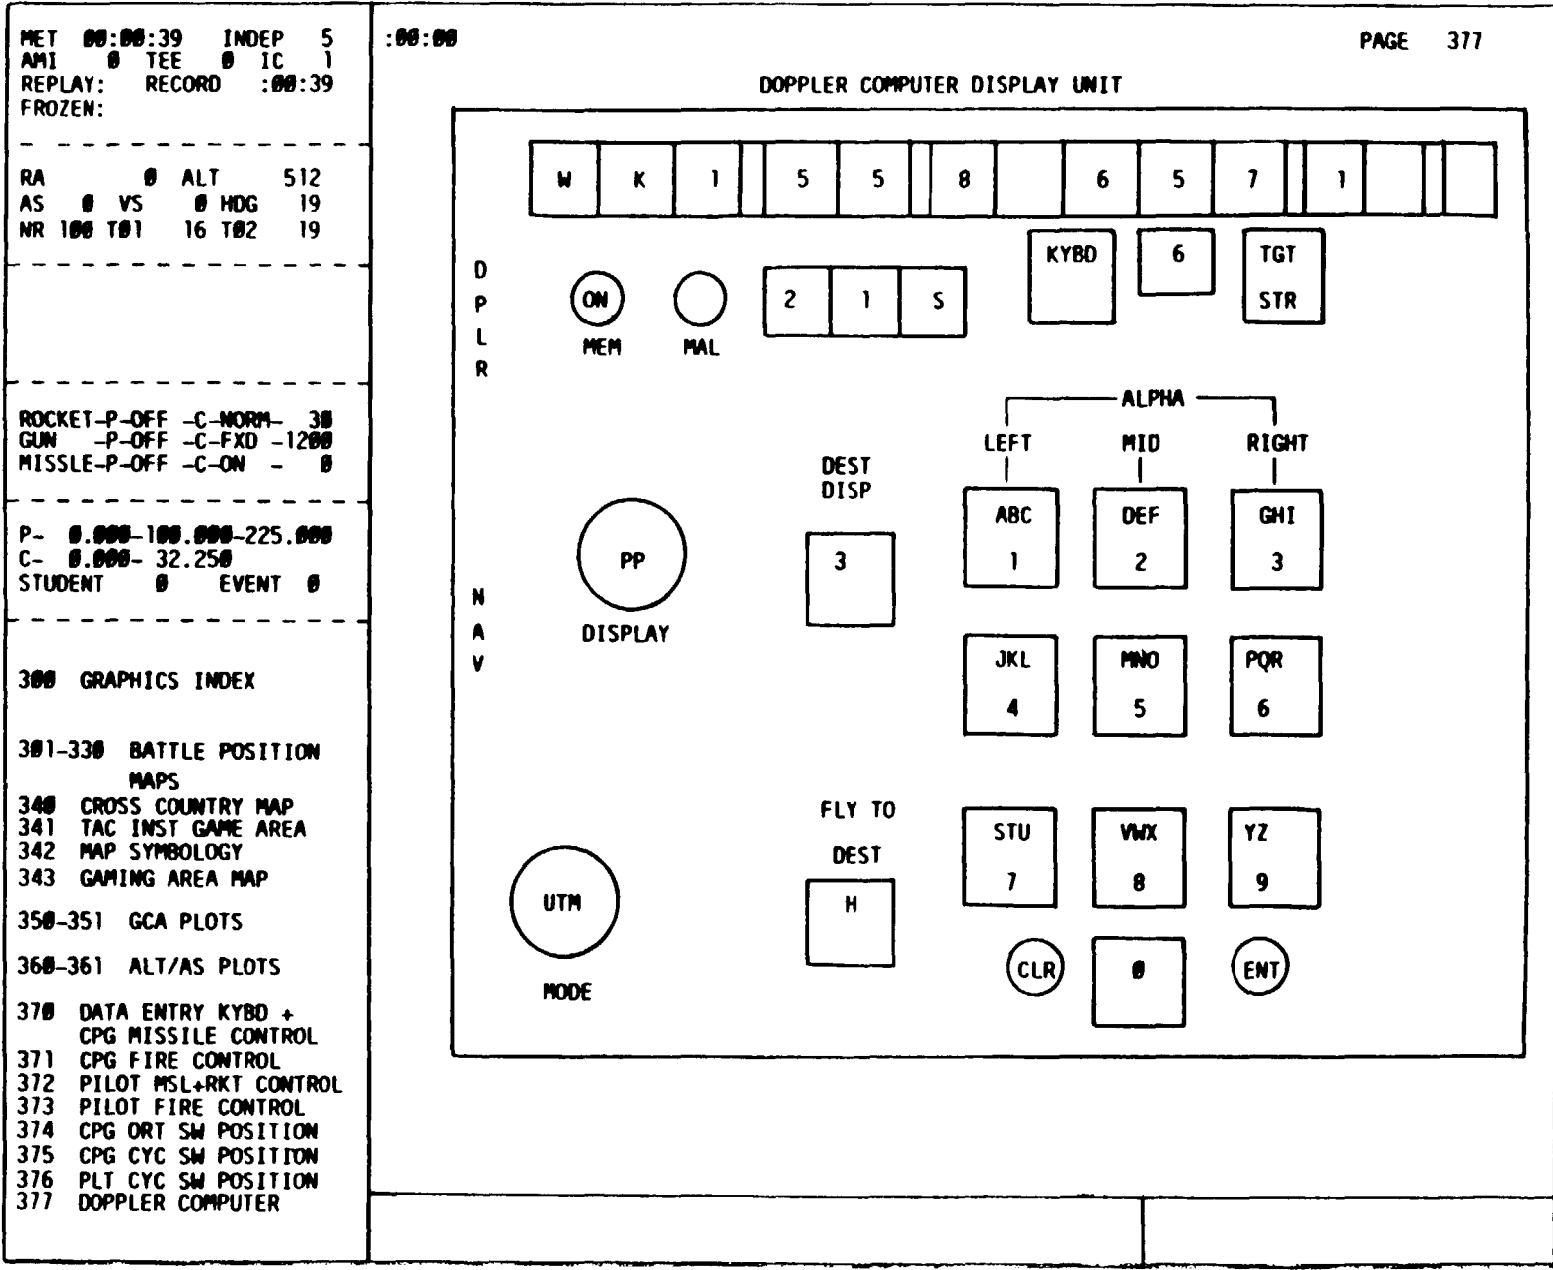 MET 00:00:39 INDEP 5
AMI 0 TEE 0 IC 1
REPLAY: RECORD :00:39
FROZEN:
RA 0 ALT 512
AS 0 VS 0 HDG 19
NR 100 T01 16 T02 19
ROCKET-P-OFF -C-NORM- 30
GUN -P-OFF -C-FXD -1200
MISSLE-P-OFF -C-ON - 0
P- 0.000-100.000-225.000
C- 0.000- 32.250
STUDENT 0 EVENT 0
300 GRAPHICS INDEX
301-330 BATTLE POSITION
MAPS
340 CROSS COUNTRY MAP
341 TAC INST GAME AREA
342 MAP SYMBOLOGY
343 GAMING AREA MAP
350-351 GCA PLOTS
360-361 ALT/AS PLOTS
370 DATA ENTRY KYBD +
CPG MISSILE CONTROL
371 CPG FIRE CONTROL
372 PILOT MSL+RKT CONTROL
373 PILOT FIRE CONTROL
374 CPG ORT SW POSITION
375 CPG CYC SW POSITION
376 PLT CYC SW POSITION
377 DOPPLER COMPUTER
:00:00 PAGE 377
DOPPLER COMPUTER DISPLAY UNIT
W K 1 5 5 8 6 5 7 1
KYBD 6 TGT
STR
DPLR
ON 2 1 S
MEM MAL
ALPHA
LEFT MID RIGHT
DEST
DISP
ABC DEF GHI
PP 3 1 2 3
NAV
DISPLAY
JKL MNO PQR
4 5 6
FLY TO
DEST
STU VWX YZ
7 8 9
UTM H
CLR 0 ENT
MODE